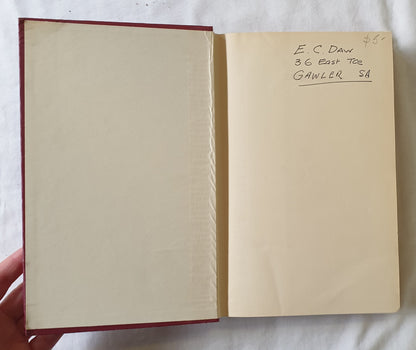 $5-
E. C. DAW
36 East Tce
GAWLER SA